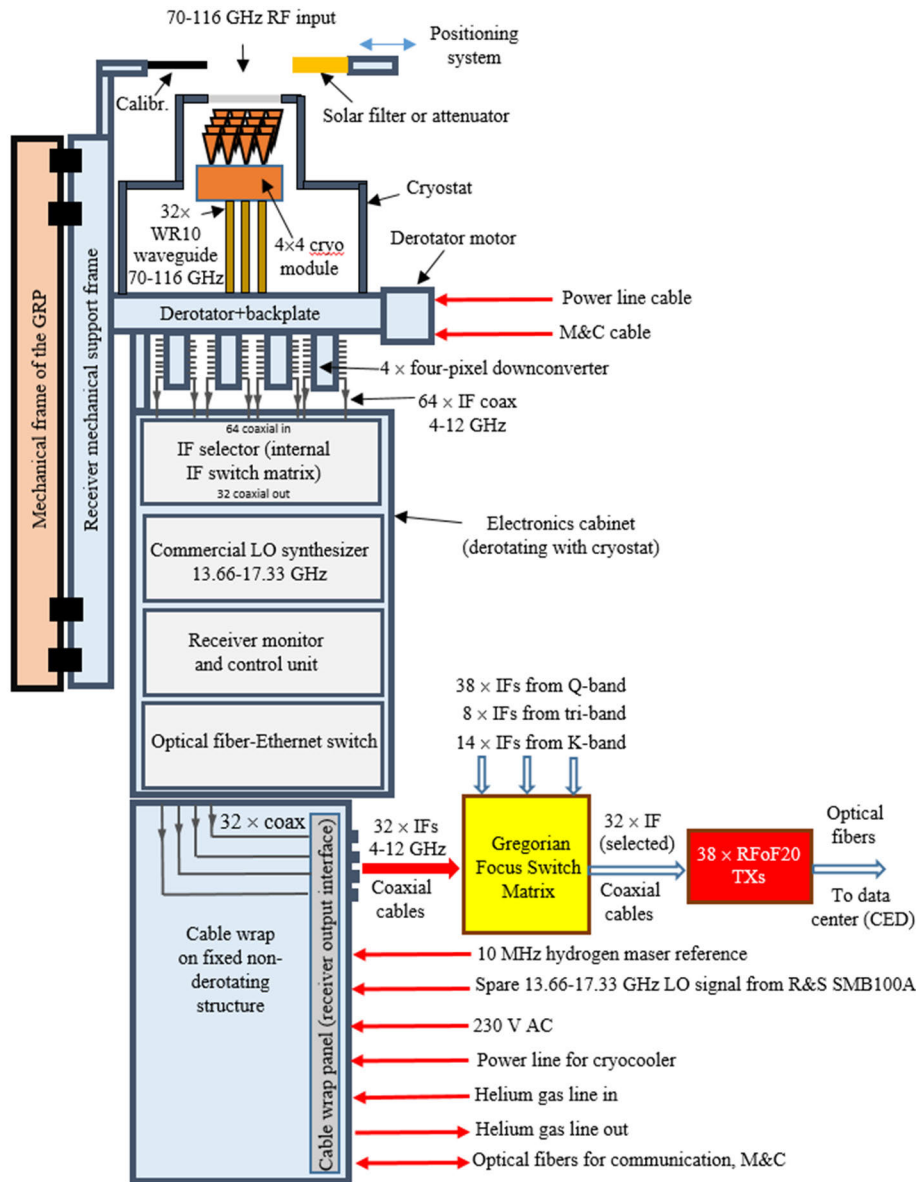 70-116 GHz RF input
Positioning
system
Calibr.
Solar filter or attenuator
Cryostat
32×
WR10
waveguide
70-116 GHz
4×4 cryo
module
Derotator motor
Mechanical frame of the GRP
Receiver mechanical support frame
Derotator+backplate
Power line cable
M&C cable
4 × four-pixel downconverter
64 × IF coax
4-12 GHz
64 coaxial in
IF selector (internal
IF switch matrix)
32 coaxial out
Electronics cabinet
(derotating with cryostat)
Commercial LO synthesizer
13.66-17.33 GHz
Receiver monitor
and control unit
Optical fiber-Ethernet switch
38 × IFs from Q-band
8 × IFs from tri-band
14 × IFs from K-band
32 × coax
Cable wrap
on fixed non-
derotating
structure
Cable wrap panel (receiver output interface)
32 × IFs
4-12 GHz
Coaxial
cables
Gregorian
Focus Switch
Matrix
32 × IF
(selected)
Coaxial
cables
38 × RFoF20
TXs
Optical
fibers
To data
center (CED)
10 MHz hydrogen maser reference
Spare 13.66-17.33 GHz LO signal from R&S SMB100A
230 V AC
Power line for cryocooler
Helium gas line in
Helium gas line out
Optical fibers for communication, M&C